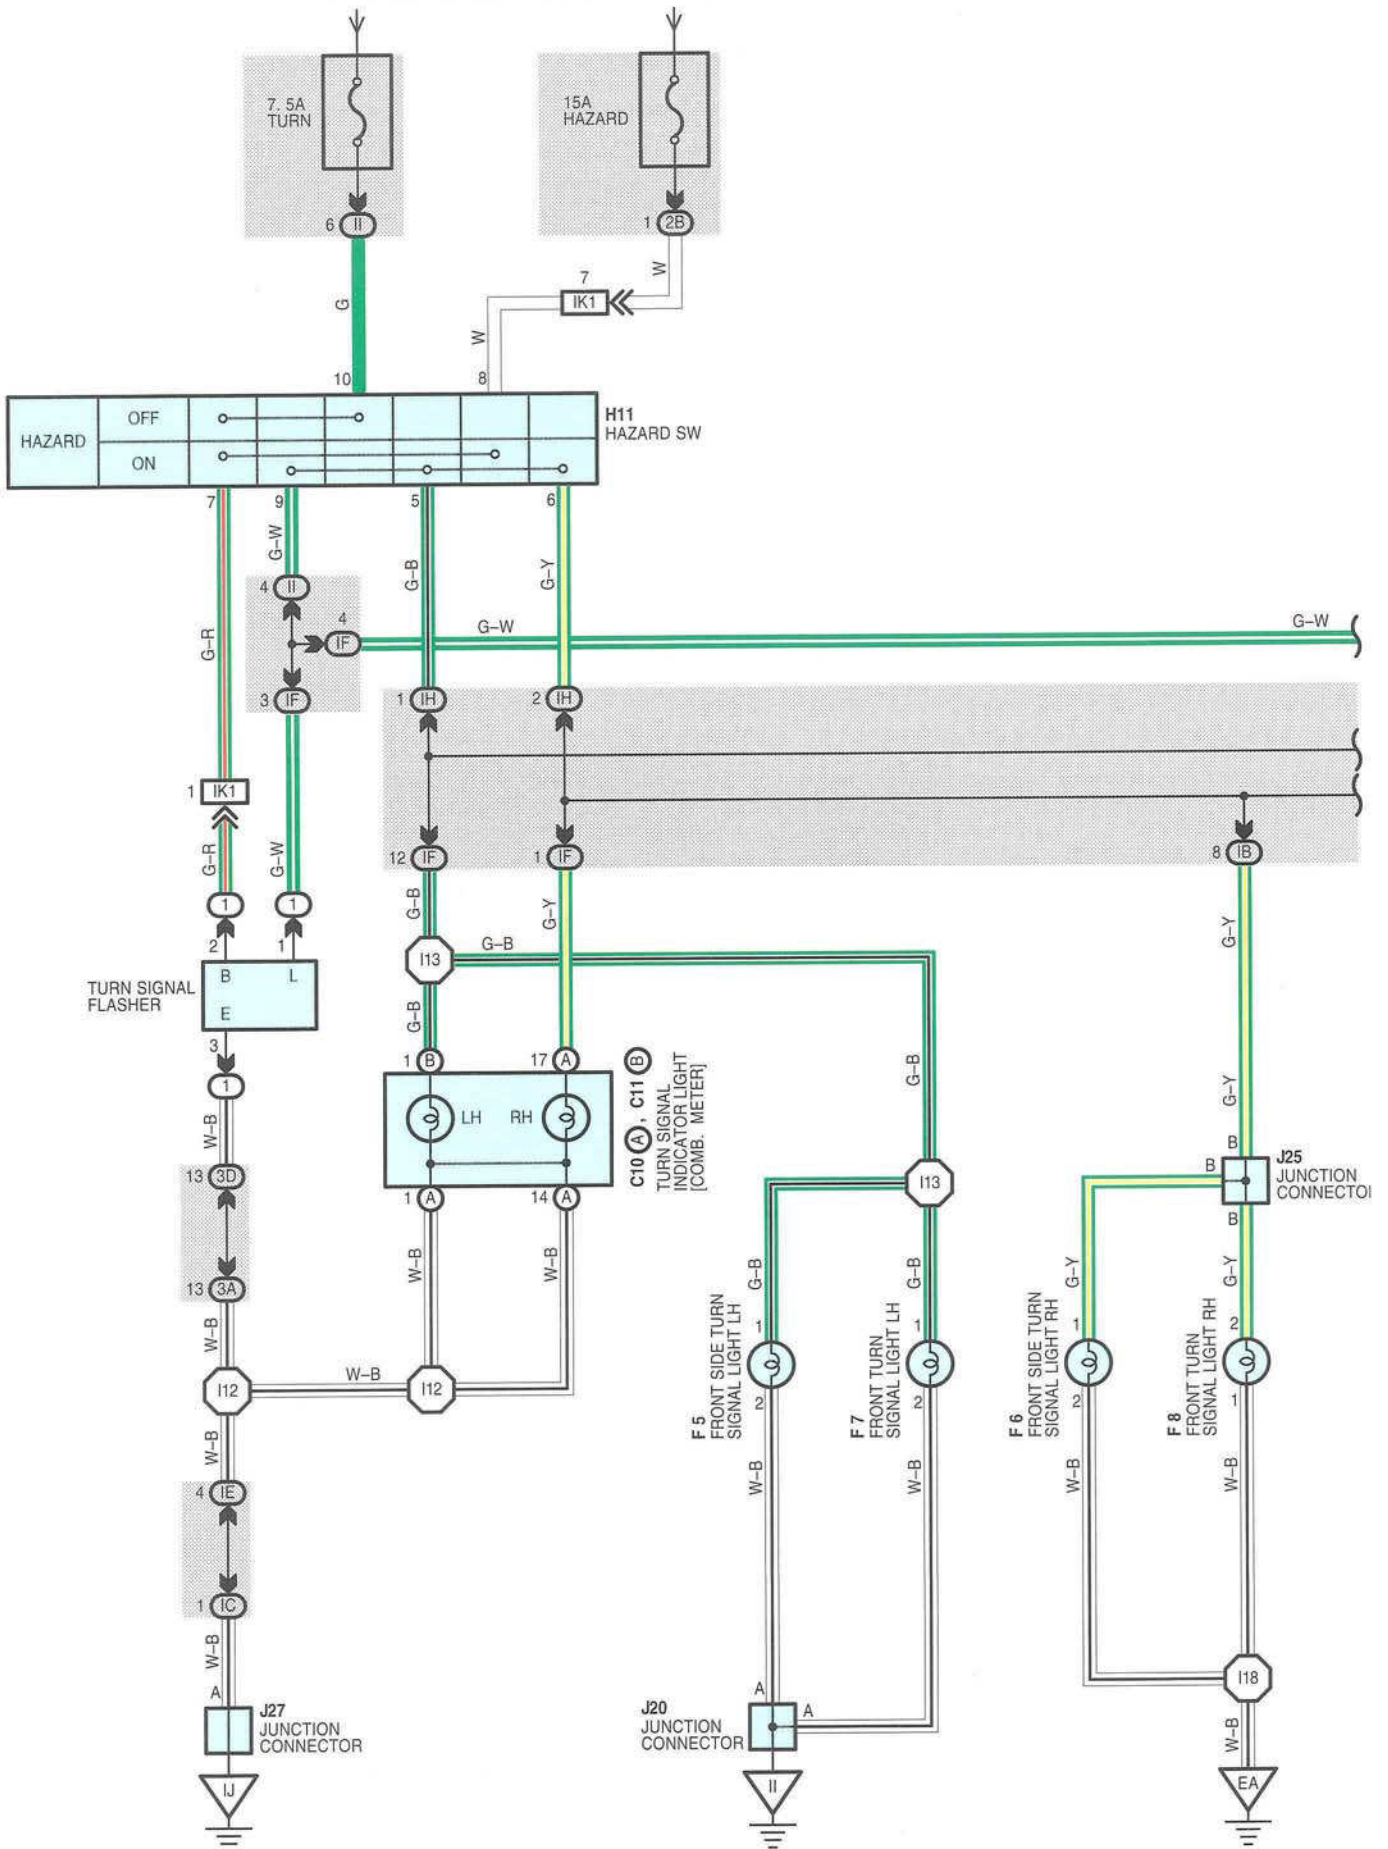 7. 5A
TURN
15A
HAZARD
6 II
1 2B
G
W
7
IK1
W
10
8
HAZARD
OFF
ON
H11
HAZARD SW
7
9
5
6
G–W
G–B
G–Y
G–R
4 II
4
IF
G–W
G–W
3 IF
1 IH
2 IH
1 IK1
G–R
G–W
12 IF
1 IF
8 IB
1
1
G–B
G–Y
G–Y
2
1
I13
G–B
TURN SIGNAL
FLASHER
B
L
E
G–B
3
1
1 B
17 A
LH
RH
C10 A , C11 B
TURN SIGNAL
INDICATOR LIGHT
[COMB. METER]
G–B
G–Y
W–B
13 3D
1 A
14 A
I13
B
B
B
J25
JUNCTION
CONNECTO
W–B
W–B
G–B
G–B
G–Y
G–Y
13 3A
W–B
1
1
1
2
F 5
FRONT SIDE TURN
SIGNAL LIGHT LH
F 7
FRONT TURN
SIGNAL LIGHT LH
F 6
FRONT SIDE TURN
SIGNAL LIGHT RH
F 8
FRONT TURN
SIGNAL LIGHT RH
I12
W–B
I12
2
2
2
1
W–B
W–B
W–B
W–B
W–B
4 IE
1 IC
W–B
A
J27
JUNCTION
CONNECTOR
A
A
J20
JUNCTION
CONNECTOR
I18
W–B
IJ
II
EA